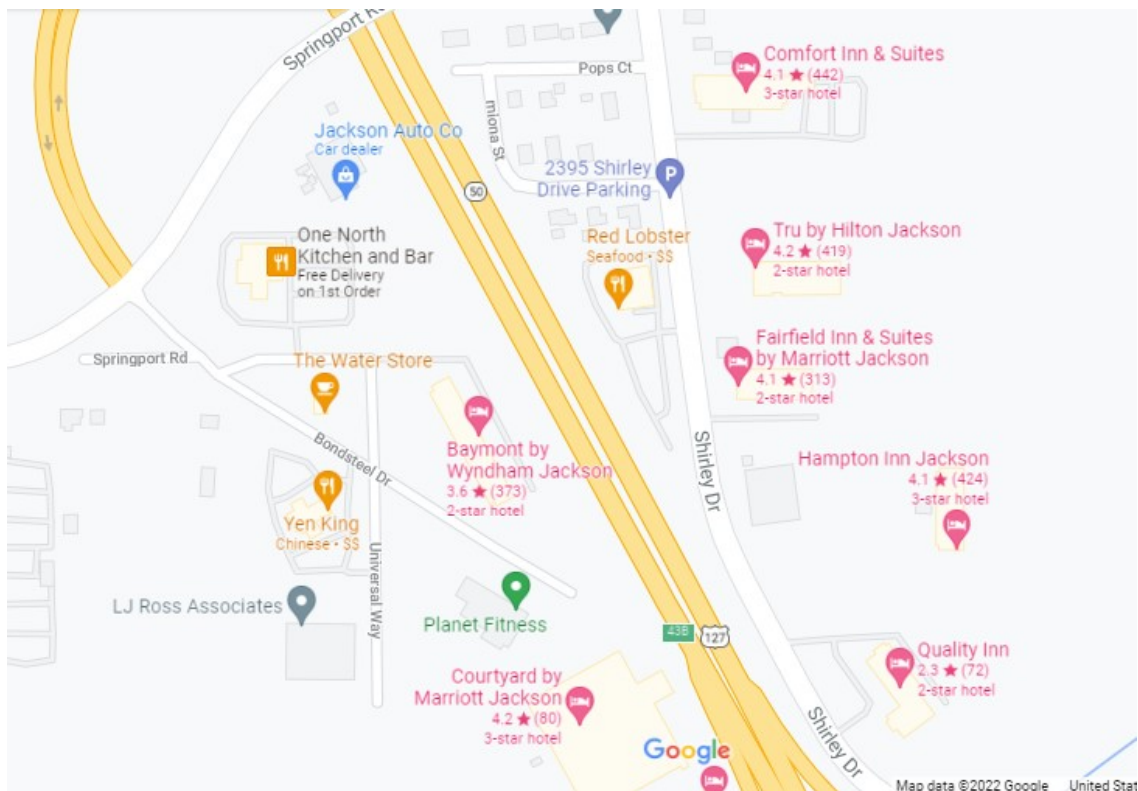 Springport Rd
Comfort Inn & Suites
4.1 ★ (442)
3-star hotel
Pops Ct
miona St
Jackson Auto Co
Car dealer
50
2395 Shirley
Drive Parking
P
One North
Kitchen and Bar
Free Delivery
on 1st Order
Red Lobster
Seafood • $$
Tru by Hilton Jackson
4.2 ★ (419)
2-star hotel
Springport Rd
The Water Store
Fairfield Inn & Suites
by Marriott Jackson
4.1 ★ (313)
2-star hotel
Bondsteel Dr
Baymont by
Wyndham Jackson
3.6 ★ (373)
2-star hotel
Shirley Dr
Hampton Inn Jackson
4.1 ★ (424)
3-star hotel
Yen King
Chinese • $$
Universal Way
LJ Ross Associates
Planet Fitness
43B
127
Quality Inn
2.3 ★ (72)
2-star hotel
Courtyard by
Marriott Jackson
4.2 ★ (80)
3-star hotel
Shirley Dr
Google
Map data ©2022 Google United Stat